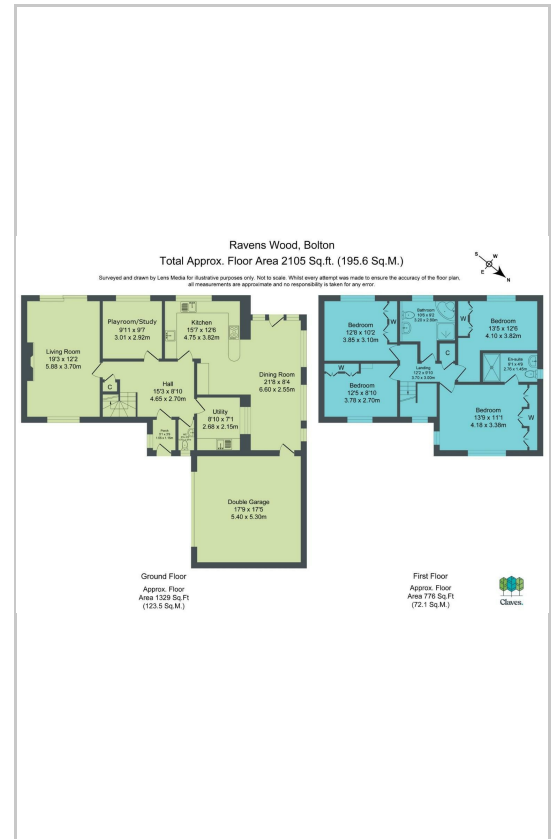 Ravens Wood, Bolton
Total Approx. Floor Area 2105 Sq.ft. (195.6 Sq.M.)
Surveyed and drawn by Lens Media for illustrative purposes only. Not to scale. Whilst every attempt was made to ensure the accuracy of the floor plan,
all measurements are approximate and no responsibility is taken for any error.
S
W
E
N
Living Room
19'3 x 12'2
5.88 x 3.70m
Playroom/Study
9'11 x 9'7
3.01 x 2.92m
Kitchen
15'7 x 12'6
4.75 x 3.82m
Dining Room
21'8 x 8'4
6.60 x 2.55m
C
Hall
15'3 x 8'10
4.65 x 2.70m
Utility
8'10 x 7'1
2.68 x 2.15m
Porch
Double Garage
17'9 x 17'5
5.40 x 5.30m
Ground Floor
Approx. Floor
Area 1329 Sq.Ft
(123.5 Sq.M.)
Bedroom
12'8 x 10'2
3.85 x 3.10m
W
Bathroom
W
Bedroom
13'5 x 12'6
4.10 x 3.82m
W
Bedroom
12'5 x 8'10
3.78 x 2.70m
Landing
C
En-suite
Bedroom
13'9 x 11'1
4.18 x 3.38m
W
First Floor
Approx. Floor
Area 776 Sq.Ft
(72.1 Sq.M.)
Claves.